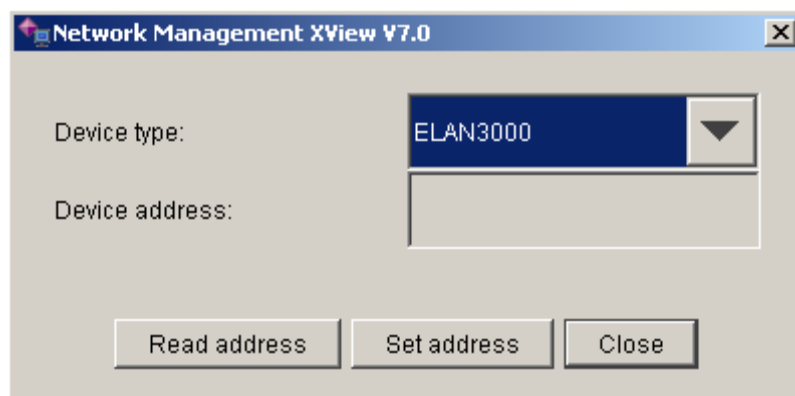 Network Management XView V7.0
Device type:
ELAN3000
Device address:
Read address
Set address
Close